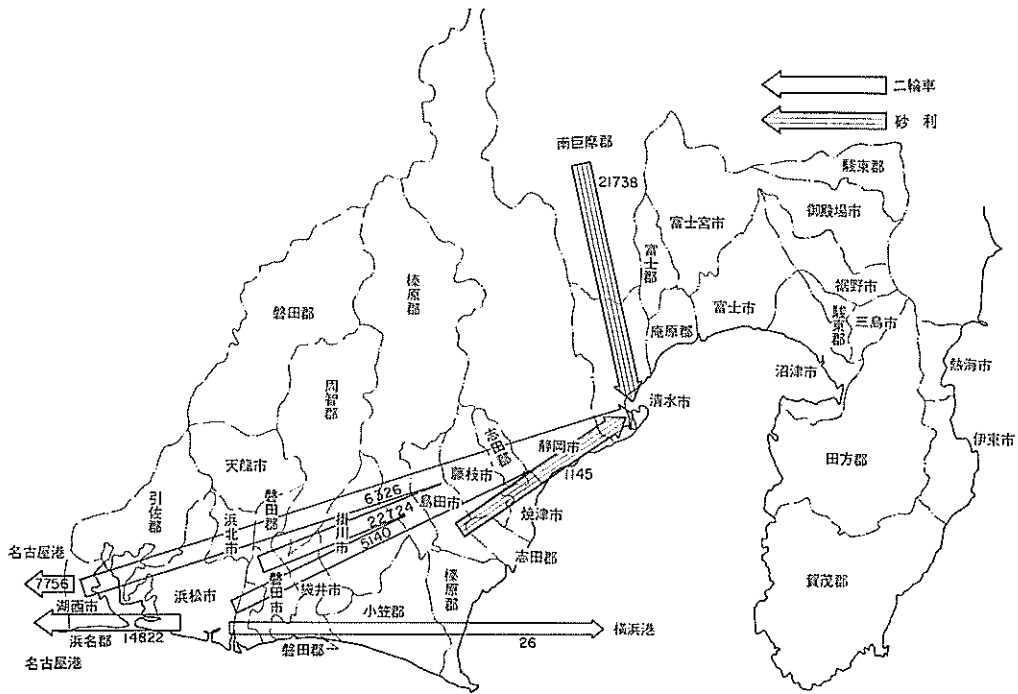 二輪車
砂利
南巨摩郡
21738
駿東郡
御殿場市
富士宮市
富士郡
裾野市
榛原郡
富士市
駿東郡
三島市
磐田郡
庵原郡
周智郡
沼津市
熱海市
清水市
志田郡
静岡市
伊東市
天龍市
藤枝市
1145
田方郡
磐田郡
6326
島田市
引佐郡
浜北市
掛川市
22724
焼津市
5140
名古屋港
志田郡
7756
磐田市
袋井市
榛原郡
賀茂郡
湖西市
浜松市
小笠郡
浜名郡
14822
横浜港
26
磐田郡
名古屋港